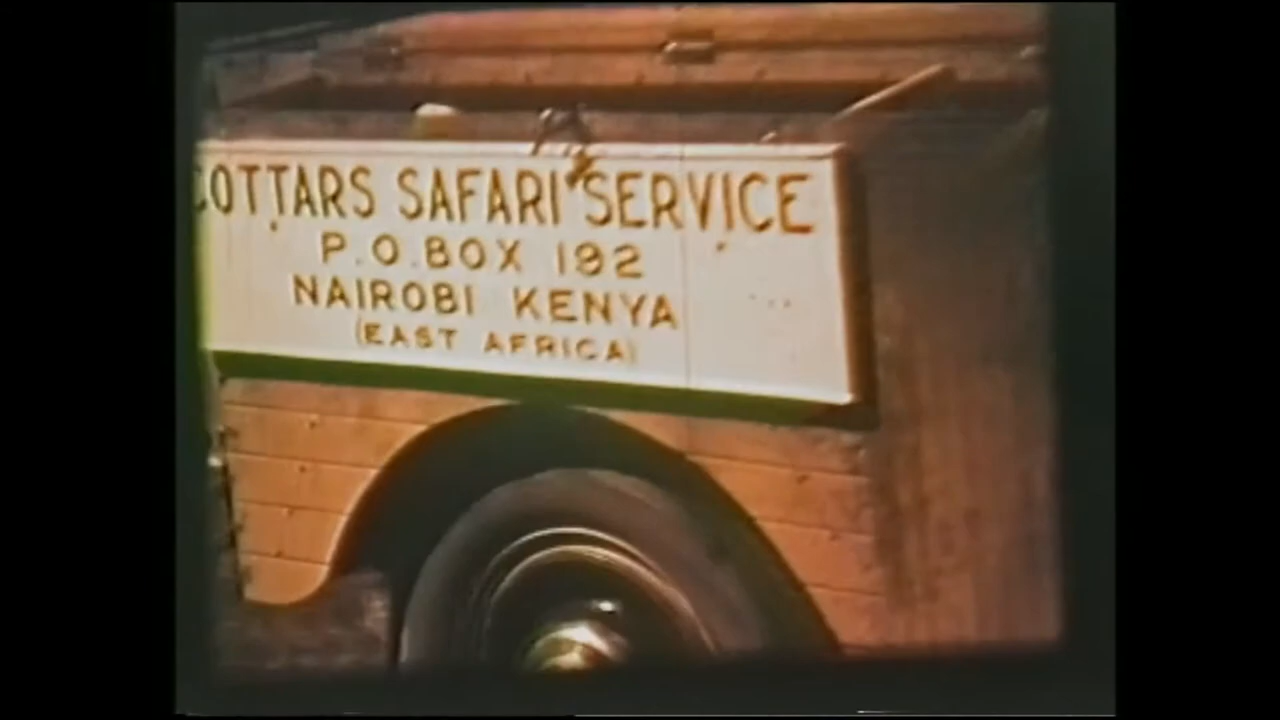 COTTARS SAFARI SERVICE
P.O.BOX 192
NAIROBI KENYA
(EAST AFRICA)